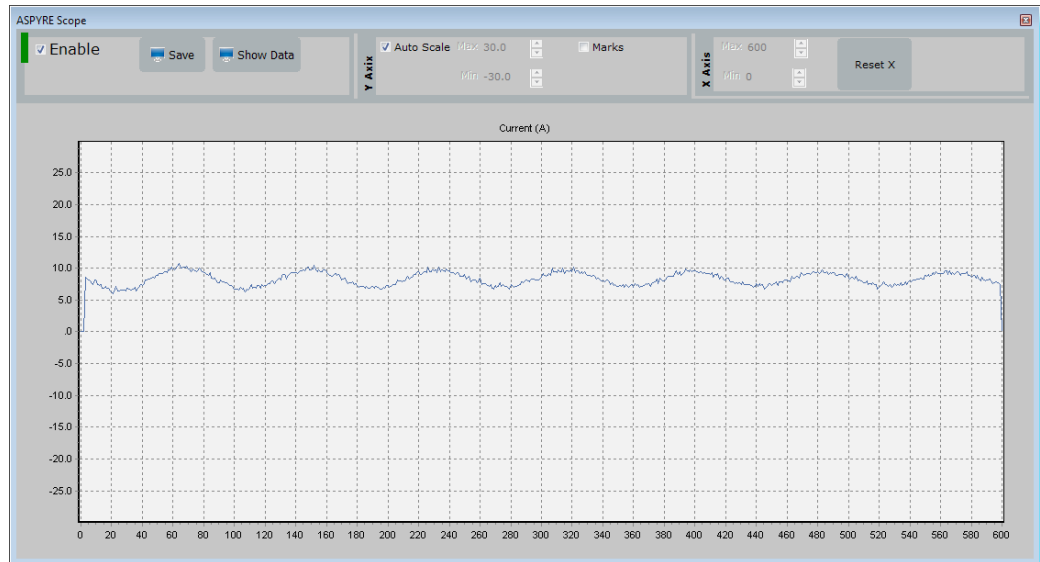 ASPYRE Scope
Enable
Save
Show Data
Y Axis
Auto Scale Max 30.0
Marks
Min -30.0
X Axis
Max 600
Min 0
Reset X
Current (A)
25.0
20.0
15.0
10.0
5.0
.0
-5.0
-10.0
-15.0
-20.0
-25.0
0 20 40 60 80 100 120 140 160 180 200 220 240 260 280 300 320 340 360 380 400 420 440 460 480 500 520 540 560 580 600